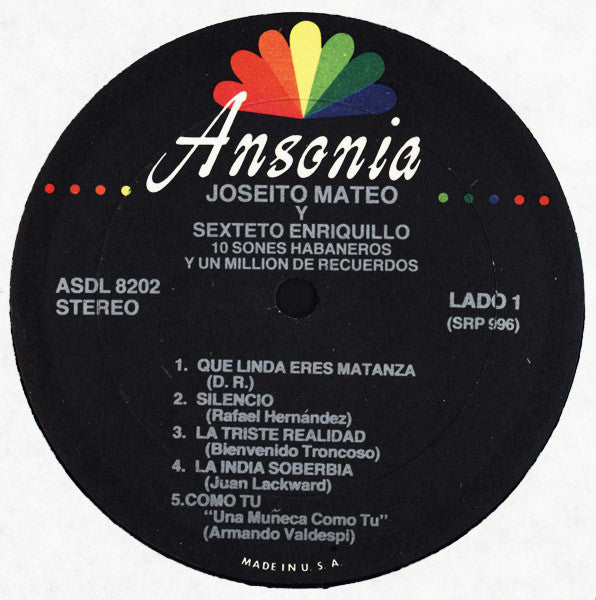 Ansonia
JOSEITO MATEO
Y
SEXTETO ENRIQUILLO
10 SONES HABANEROS
Y UN MILLION DE RECUERDOS
ASDL 8202
STEREO
LADO 1
(SRP 996)
1. QUE LINDA ERES MATANZA
(D. R.)
2. SILENCIO
(Rafael Hernández)
3. LA TRISTE REALIDAD
(Bienvenido Troncoso)
4. LA INDIA SOBERBIA
(Juan Lackward)
5.COMO TU
"Una Muñeca Como Tu"
(Armando Valdespi)
MADE IN U. S. A.